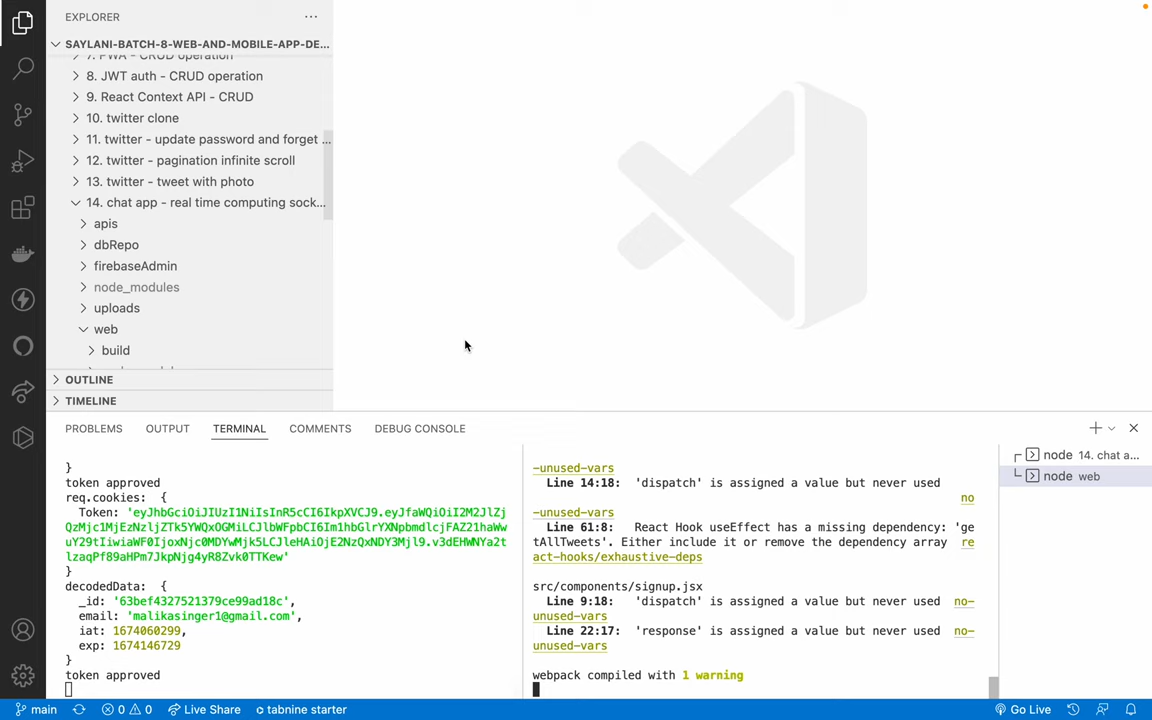 EXPLORER
SAYLANI-BATCH-8-WEB-AND-MOBILE-APP-DE...
7. PWA - CRUD operation
8. JWT auth - CRUD operation
9. React Context API - CRUD
10. twitter clone
11. twitter - update password and forget ...
12. twitter - pagination infinite scroll
13. twitter - tweet with photo
14. chat app - real time computing sock...
apis
dbRepo
firebaseAdmin
node_modules
uploads
web
build
OUTLINE
TIMELINE
PROBLEMS OUTPUT TERMINAL COMMENTS DEBUG CONSOLE
}
token approved
req.cookies: {
Token: 'eyJhbGciOiJIUzI1NiIsInR5cCI6IkpXVCJ9.eyJfaWQiOiI2M2JlZj
QzMjc1MjEzNzljZTk5YWQxOGMiLCJlbWFpbCI6Im1hbGlrYXNpbmdlcjFAZ21haWw
uY29tIiwiaWF0IjoxNjc0MDYwMjk5LCJleHAiOjE2NzQxNDY3Mjl9.v3dEHWNYa2t
lzaqPf89aHPm7JkpNjg4yR8Zvk0TTKew'
}
decodedData: {
_id: '63bef4327521379ce99ad18c',
email: 'malikasinger1@gmail.com',
iat: 1674060299,
exp: 1674146729
}
token approved
-unused-vars
Line 14:18: 'dispatch' is assigned a value but never used
no
-unused-vars
Line 61:8: React Hook useEffect has a missing dependency: 'ge
tAllTweets'. Either include it or remove the dependency array re
act-hooks/exhaustive-deps
src/components/signup.jsx
Line 9:18: 'dispatch' is assigned a value but never used no-
unused-vars
Line 22:17: 'response' is assigned a value but never used no-
unused-vars
webpack compiled with 1 warning
node 14. chat a...
node web
main 0 0 Live Share tabnine starter Go Live